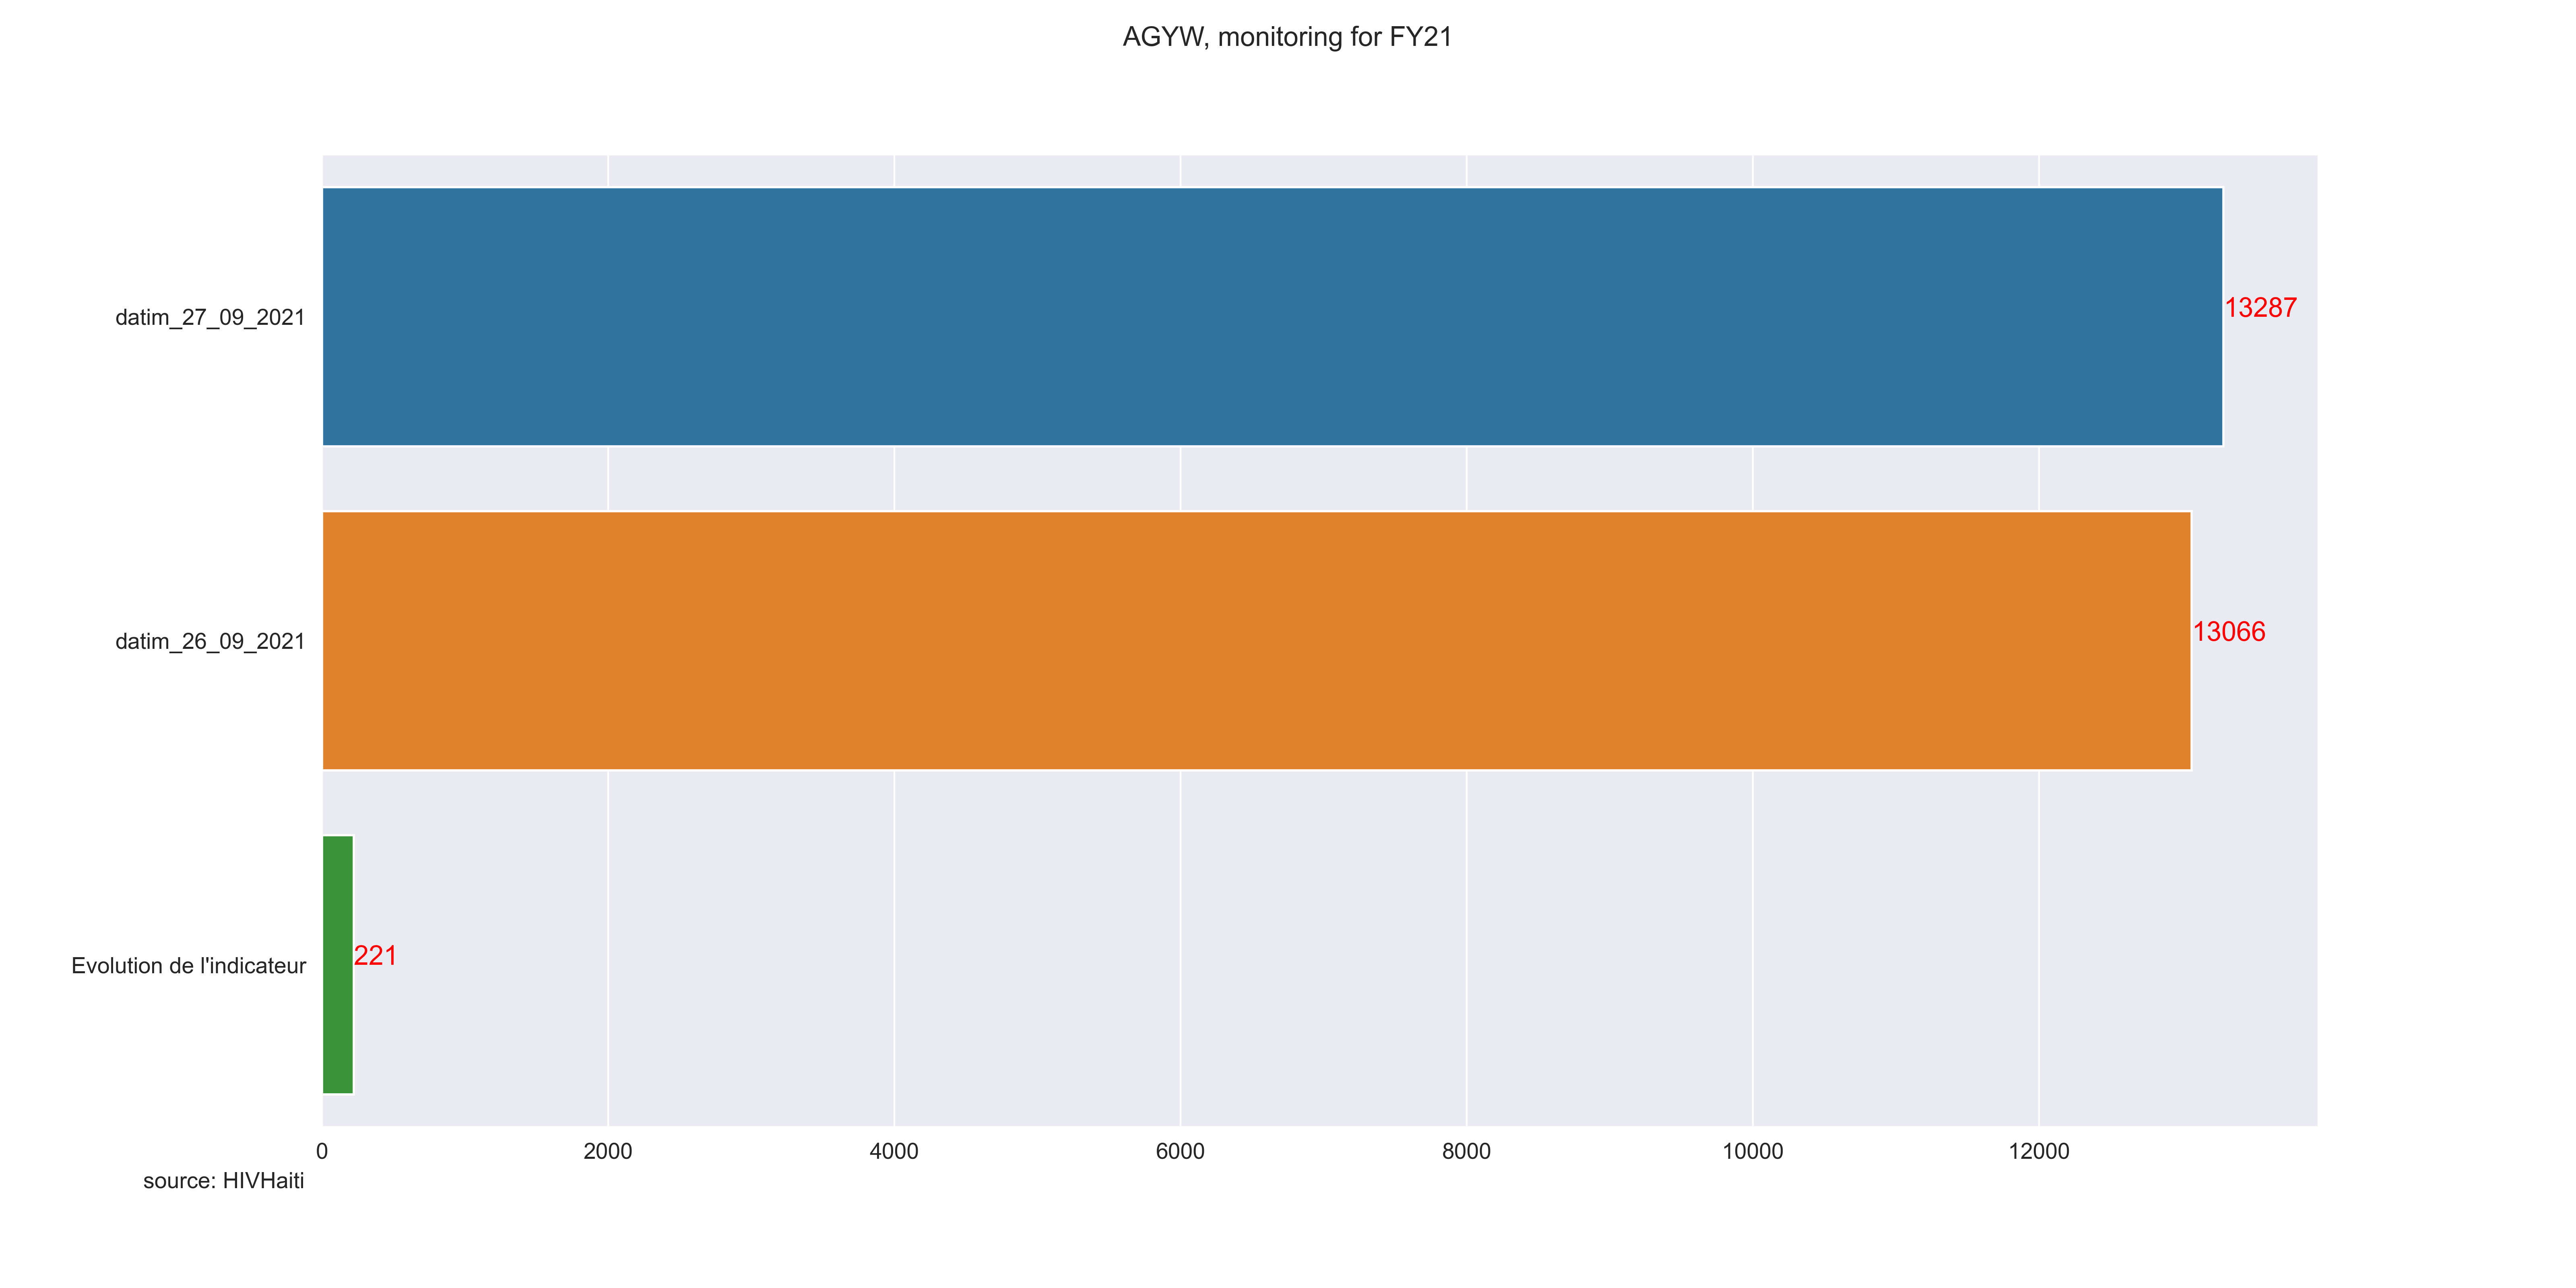 AGYW, monitoring for FY21
datim_27_09_2021
13287
datim_26_09_2021
13066
Evolution de l'indicateur
221
0 2000 4000 6000 8000 10000 12000
source: HIVHaiti